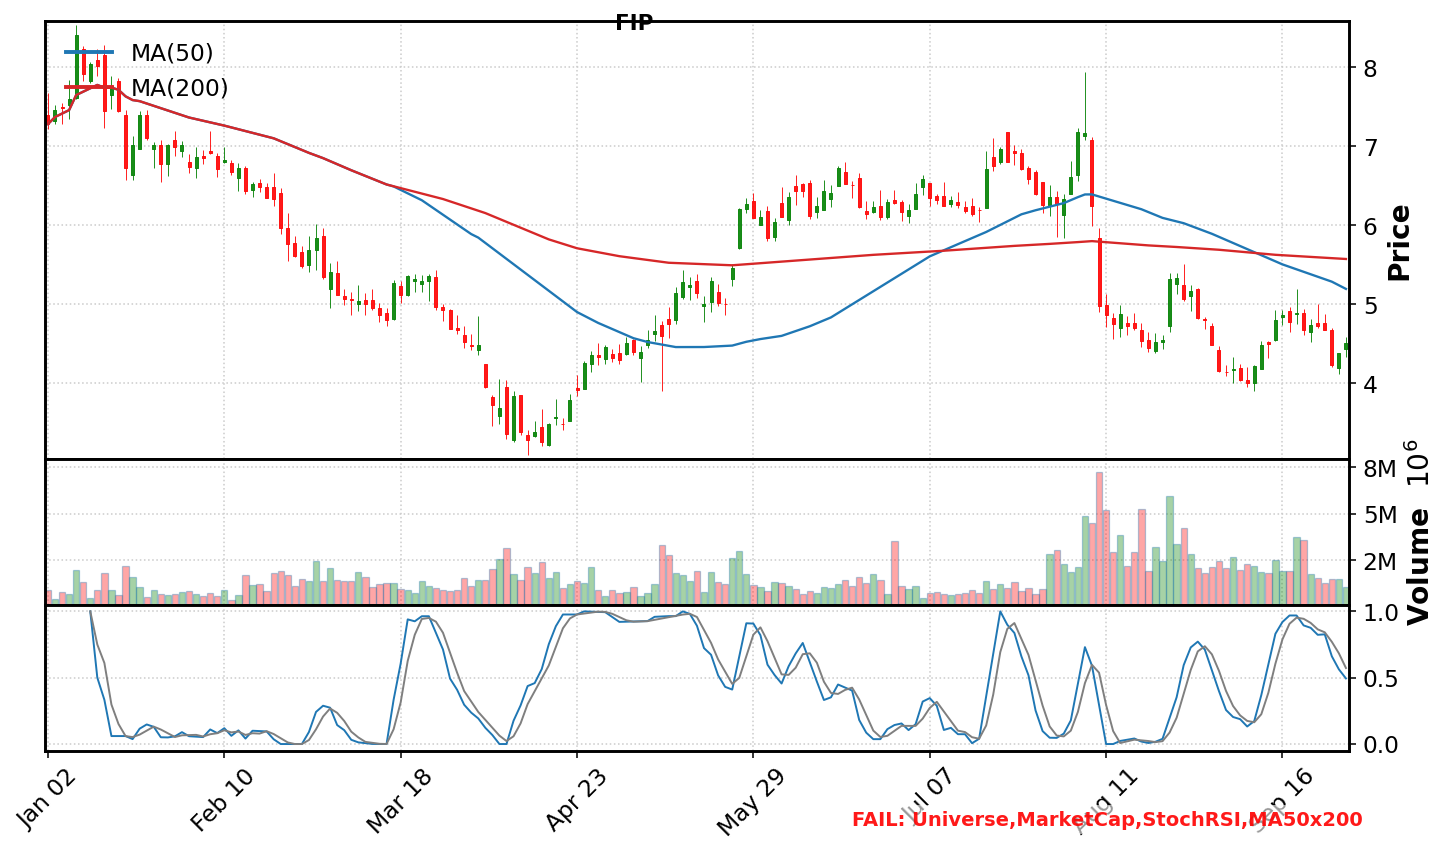 FIP
MA(50)
MA(200)
8
7
6
5
4
Price
8M
5M
2M
Volume 10^6
1.0
0.5
0.0
Jan 02
Feb 10
Mar 18
Apr 23
May 29
Jul 07
Aug 11
Sep 16
FAIL: Universe,MarketCap,StochRSI,MA50x200